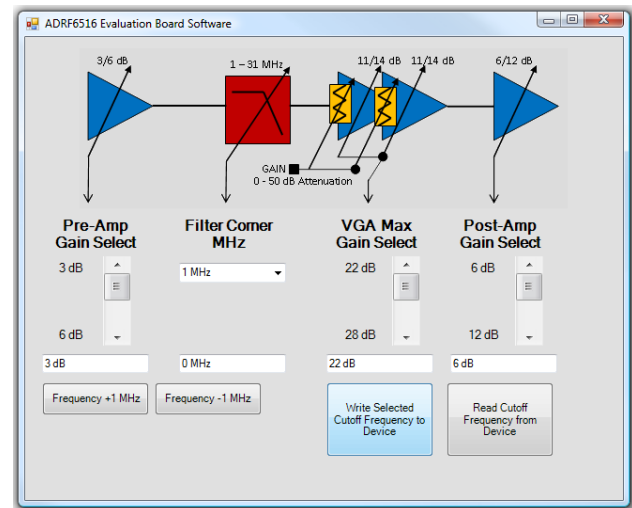 ADRF6516 Evaluation Board Software
3/6 dB
1 – 31 MHz
11/14 dB
11/14 dB
6/12 dB
GAIN
0 - 50 dB Attenuation
Pre-Amp
Gain Select
Filter Corner
MHz
VGA Max
Gain Select
Post-Amp
Gain Select
3 dB
1 MHz
22 dB
6 dB
6 dB
28 dB
12 dB
3 dB
0 MHz
22 dB
6 dB
Frequency +1 MHz
Frequency -1 MHz
Write Selected
Cutoff Frequency to
Device
Read Cutoff
Frequency from
Device